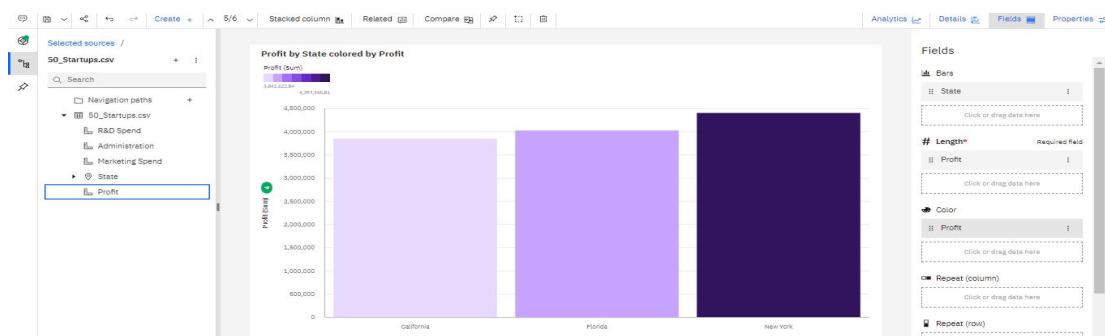 Create +
5/6
Stacked column
Related
Compare
Analytics
Details
Fields
Properties
Selected sources /
50_Startups.csv
Search
Navigation paths
50_Startups.csv
R&D Spend
Administration
Marketing Spend
State
Profit
Profit by State colored by Profit
Profit (Sum)
4,500,000
4,000,000
3,500,000
3,000,000
2,500,000
2,000,000
1,500,000
1,000,000
500,000
0
Profit (Sum)
California
Florida
New York
Fields
Bars
State
Click or drag data here
# Length*
Required field
Profit
Click or drag data here
Color
Profit
Click or drag data here
Repeat (column)
Click or drag data here
Repeat (row)